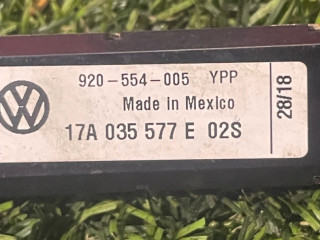 920-554-005 YPP
Made in Mexico
17A 035 577 E 02S
28/18